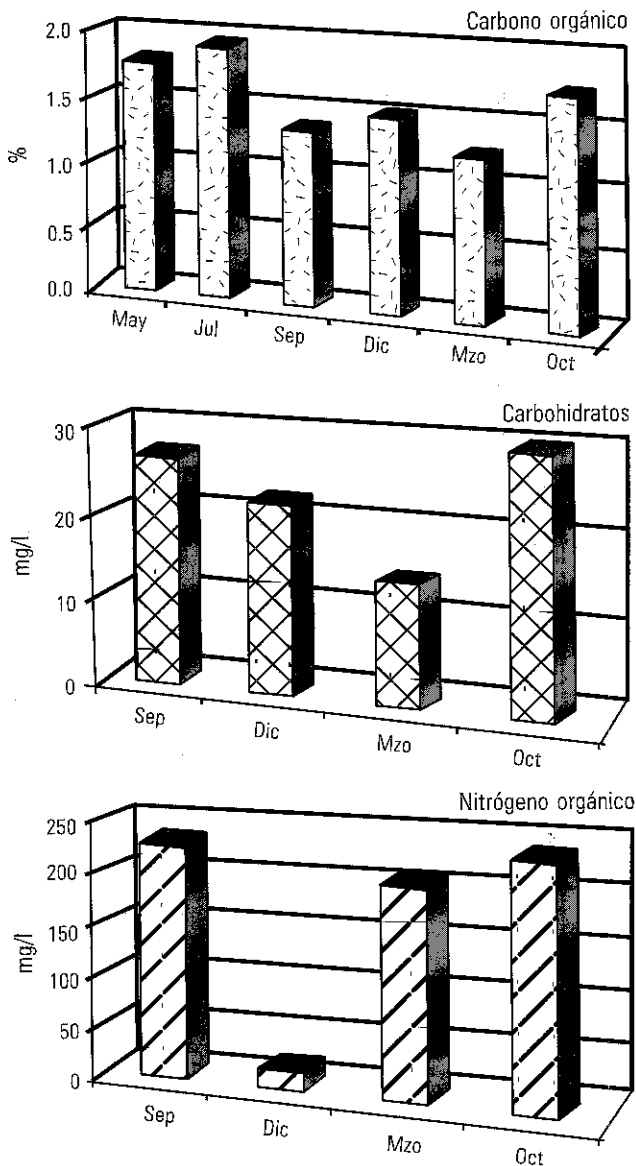 Carbono orgánico
2.0
1.5
1.0
0.5
0.0
%
May Jul Sep Dic Mzo Oct
Carbohidratos
30
20
10
0
mg/l
Sep Dic Mzo Oct
Nitrógeno orgánico
250
200
150
100
50
0
mg/l
Sep Dic Mzo Oct